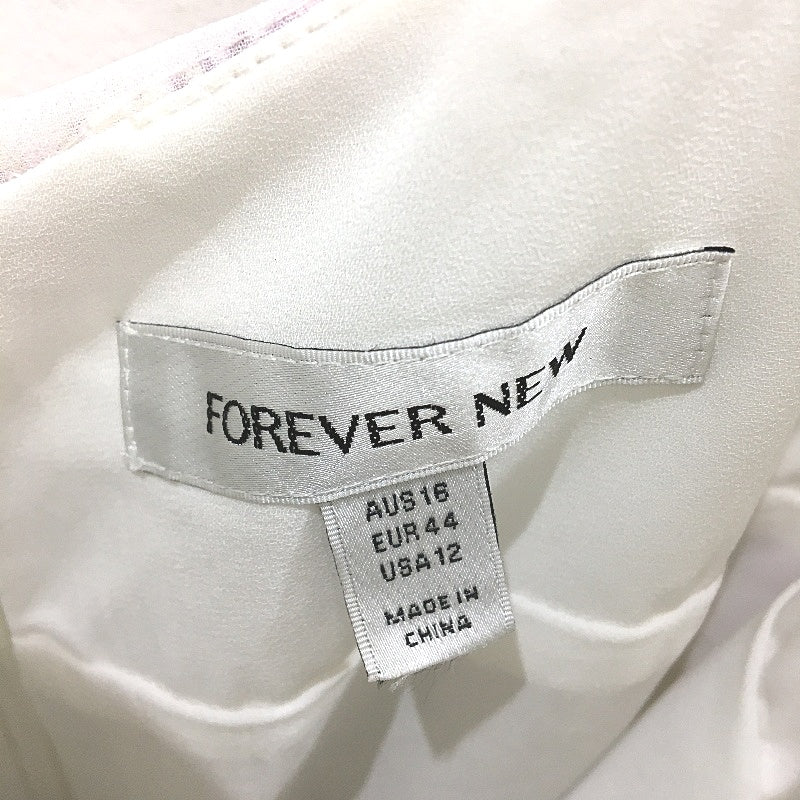 FOREVER NEW
AUS 16
EUR 44
USA 12
MADE IN
CHINA